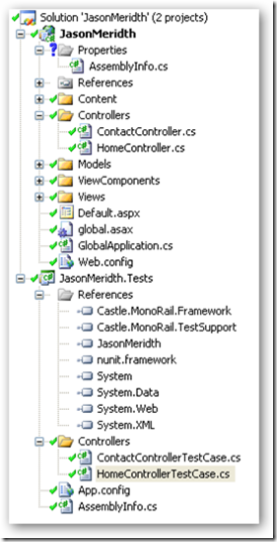 Solution 'JasonMeridth' (2 projects)
JasonMeridth
Properties
AssemblyInfo.cs
References
Content
Controllers
ContactController.cs
HomeController.cs
Models
ViewComponents
Views
Default.aspx
global.asax
GlobalApplication.cs
Web.config
JasonMeridth.Tests
References
Castle.MonoRail.Framework
Castle.MonoRail.TestSupport
JasonMeridth
nunit.framework
System
System.Data
System.Web
System.XML
Controllers
ContactControllerTestCase.cs
HomeControllerTestCase.cs
App.config
AssemblyInfo.cs